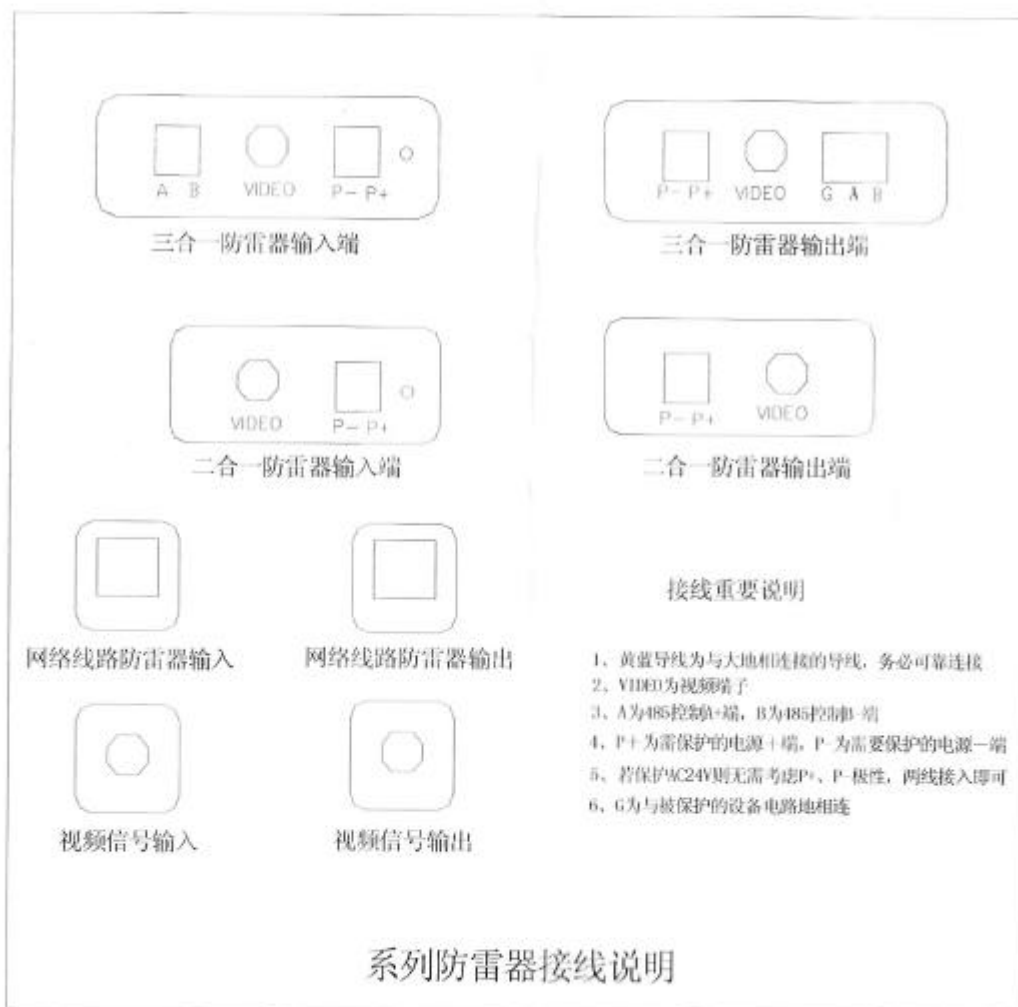 A B VIDEO P- P+
三合一防雷器输入端
P- P+ VIDEO G A B
三合一防雷器输出端
VIDEO P- P+
二合一防雷器输入端
P- P+ VIDEO
二合一防雷器输出端
网络线路防雷器输入
网络线路防雷器输出
视频信号输入
视频信号输出
接线重要说明
1、黄蓝导线为与大地相连接的导线，务必可靠连接
2、VIDEO为视频端子
3、A为485控制A+端，B为485控制B-端
4、P+为需保护的电源+端，P-为需要保护的电源-端
5、若保护AC24V则无需考虑P+、P-极性，两线接入即可
6、G为与被保护的设备电路地相连
系列防雷器接线说明